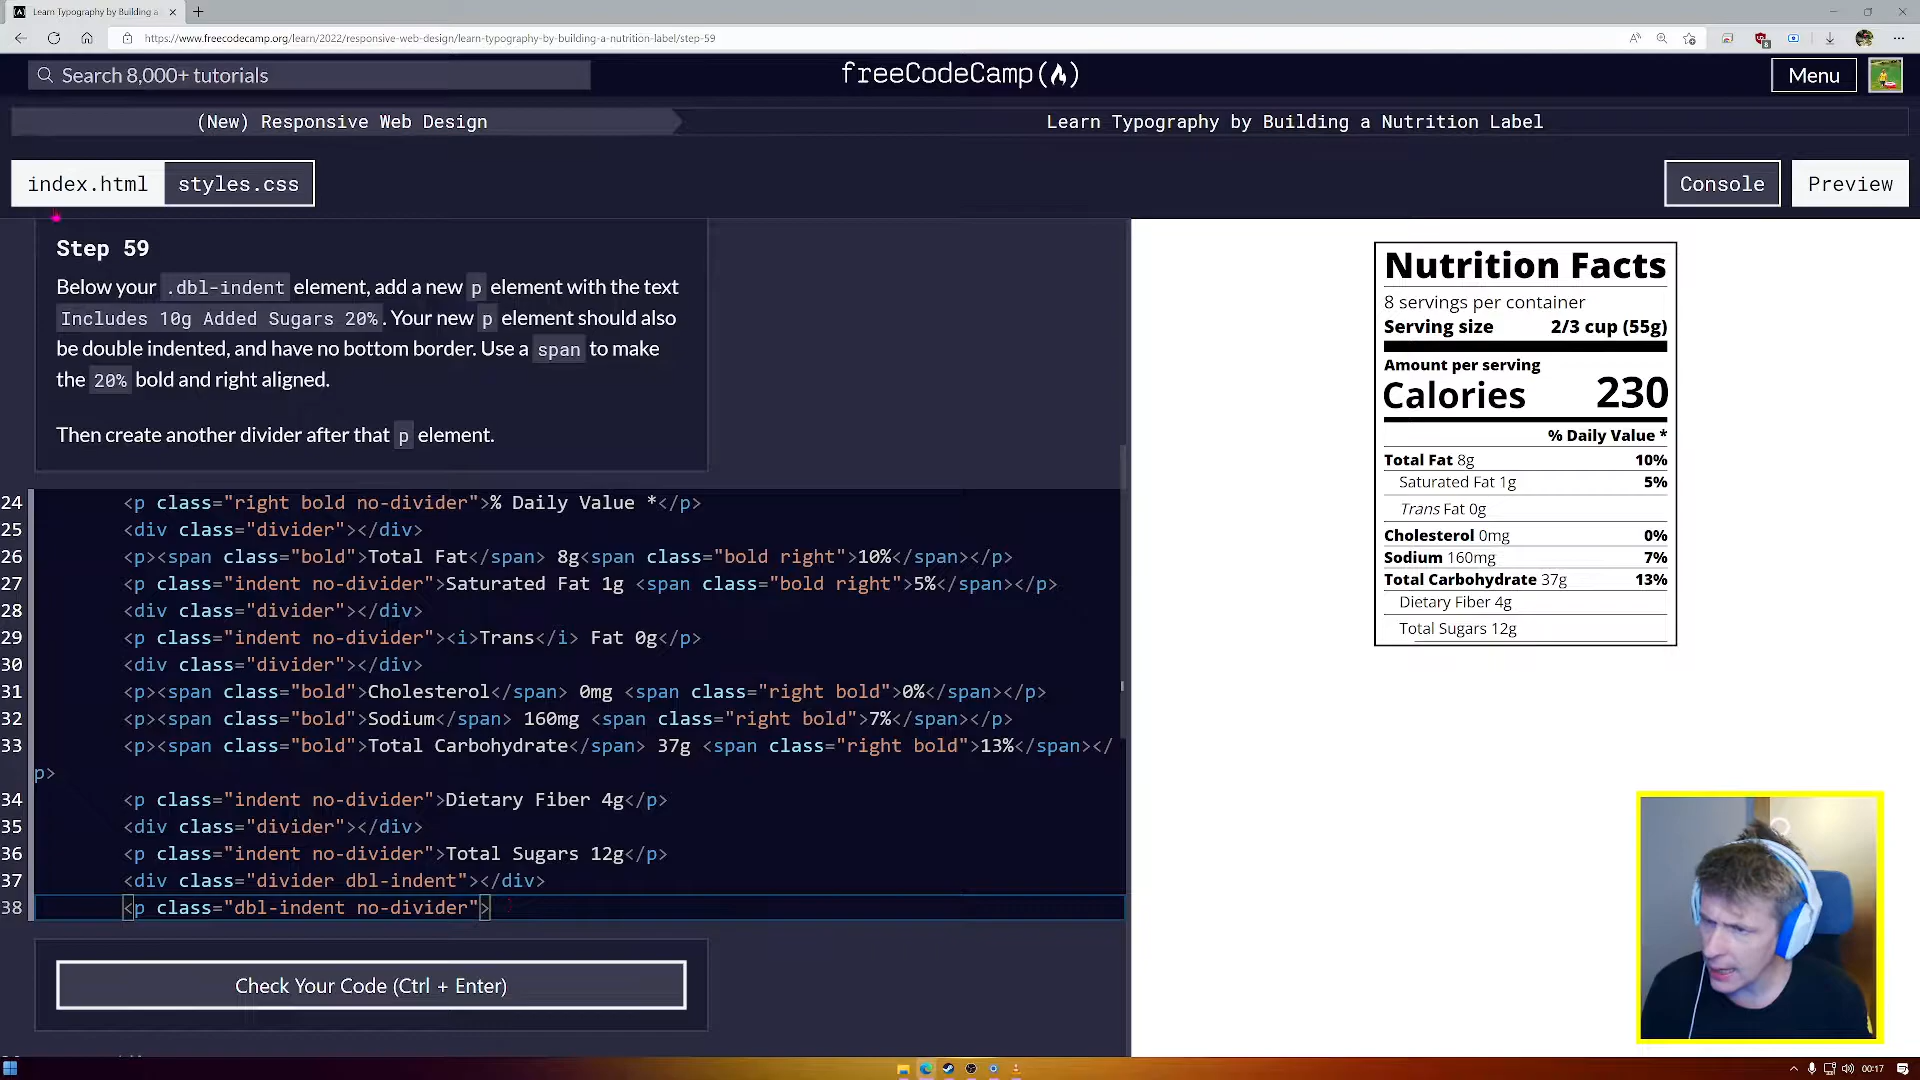 Learn Typography by Building a
https://www.freecodecamp.org/learn/2022/responsive-web-design/learn-typography-by-building-a-nutrition-label/step-59
Search 8,000+ tutorials
freeCodeCamp(🔥)
Menu
(New) Responsive Web Design
Learn Typography by Building a Nutrition Label
index.html
styles.css
Console
Preview
Step 59
Below your .dbl-indent element, add a new p element with the text
Includes 10g Added Sugars 20%. Your new p element should also
be double indented, and have no bottom border. Use a span to make
the 20% bold and right aligned.
Then create another divider after that p element.
24 <p class="right bold no-divider">% Daily Value *</p>
25 <div class="divider"></div>
26 <p><span class="bold">Total Fat</span> 8g<span class="bold right">10%</span></p>
27 <p class="indent no-divider">Saturated Fat 1g <span class="bold right">5%</span></p>
28 <div class="divider"></div>
29 <p class="indent no-divider"><i>Trans</i> Fat 0g</p>
30 <div class="divider"></div>
31 <p><span class="bold">Cholesterol</span> 0mg <span class="right bold">0%</span></p>
32 <p><span class="bold">Sodium</span> 160mg <span class="right bold">7%</span></p>
33 <p><span class="bold">Total Carbohydrate</span> 37g <span class="right bold">13%</span></
p>
34 <p class="indent no-divider">Dietary Fiber 4g</p>
35 <div class="divider"></div>
36 <p class="indent no-divider">Total Sugars 12g</p>
37 <div class="divider dbl-indent"></div>
38 <p class="dbl-indent no-divider">
Check Your Code (Ctrl + Enter)
Nutrition Facts
8 servings per container
Serving size 2/3 cup (55g)
Amount per serving
Calories 230
% Daily Value *
Total Fat 8g 10%
Saturated Fat 1g 5%
Trans Fat 0g
Cholesterol 0mg 0%
Sodium 160mg 7%
Total Carbohydrate 37g 13%
Dietary Fiber 4g
Total Sugars 12g
00:17